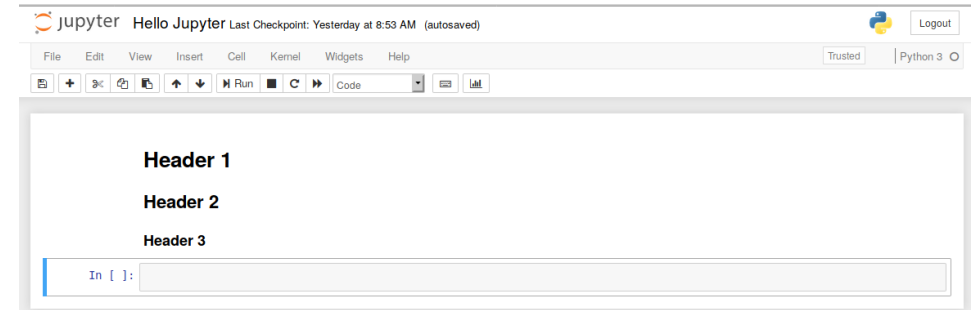 jupyter Hello Jupyter Last Checkpoint: Yesterday at 8:53 AM (autosaved) Logout
File Edit View Insert Cell Kernel Widgets Help Trusted Python 3
Run Code
Header 1
Header 2
Header 3
In [ ]: